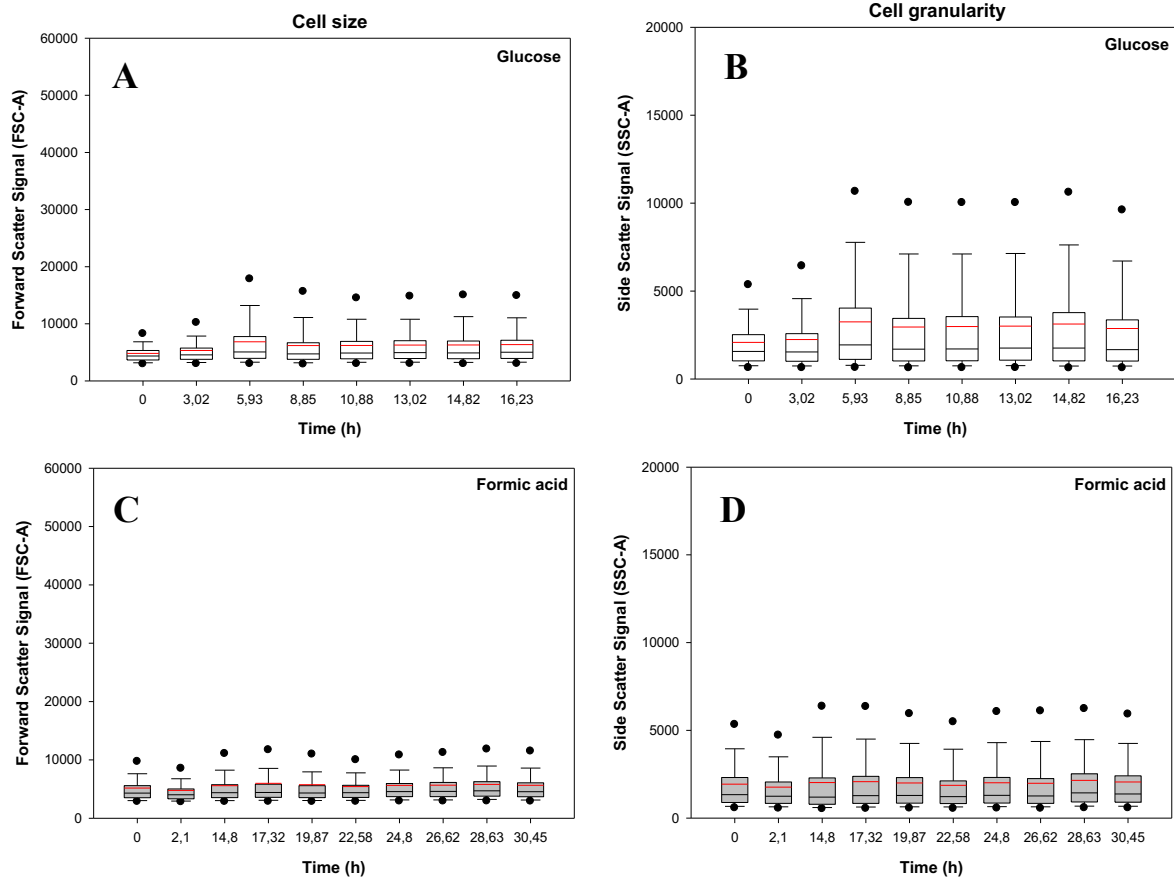 Cell size
A
Glucose
Forward Scatter Signal (FSC-A)
60000
50000
40000
30000
20000
10000
0
0 3,02 5,93 8,85 10,88 13,02 14,82 16,23
Time (h)
Cell granularity
B
Glucose
Side Scatter Signal (SSC-A)
20000
15000
10000
5000
0
0 3,02 5,93 8,85 10,88 13,02 14,82 16,23
Time (h)
C
Formic acid
Forward Scatter Signal (FSC-A)
60000
50000
40000
30000
20000
10000
0
0 2,1 14,8 17,32 19,87 22,58 24,8 26,62 28,63 30,45
Time (h)
D
Formic acid
Side Scatter Signal (SSC-A)
20000
15000
10000
5000
0
0 2,1 14,8 17,32 19,87 22,58 24,8 26,62 28,63 30,45
Time (h)